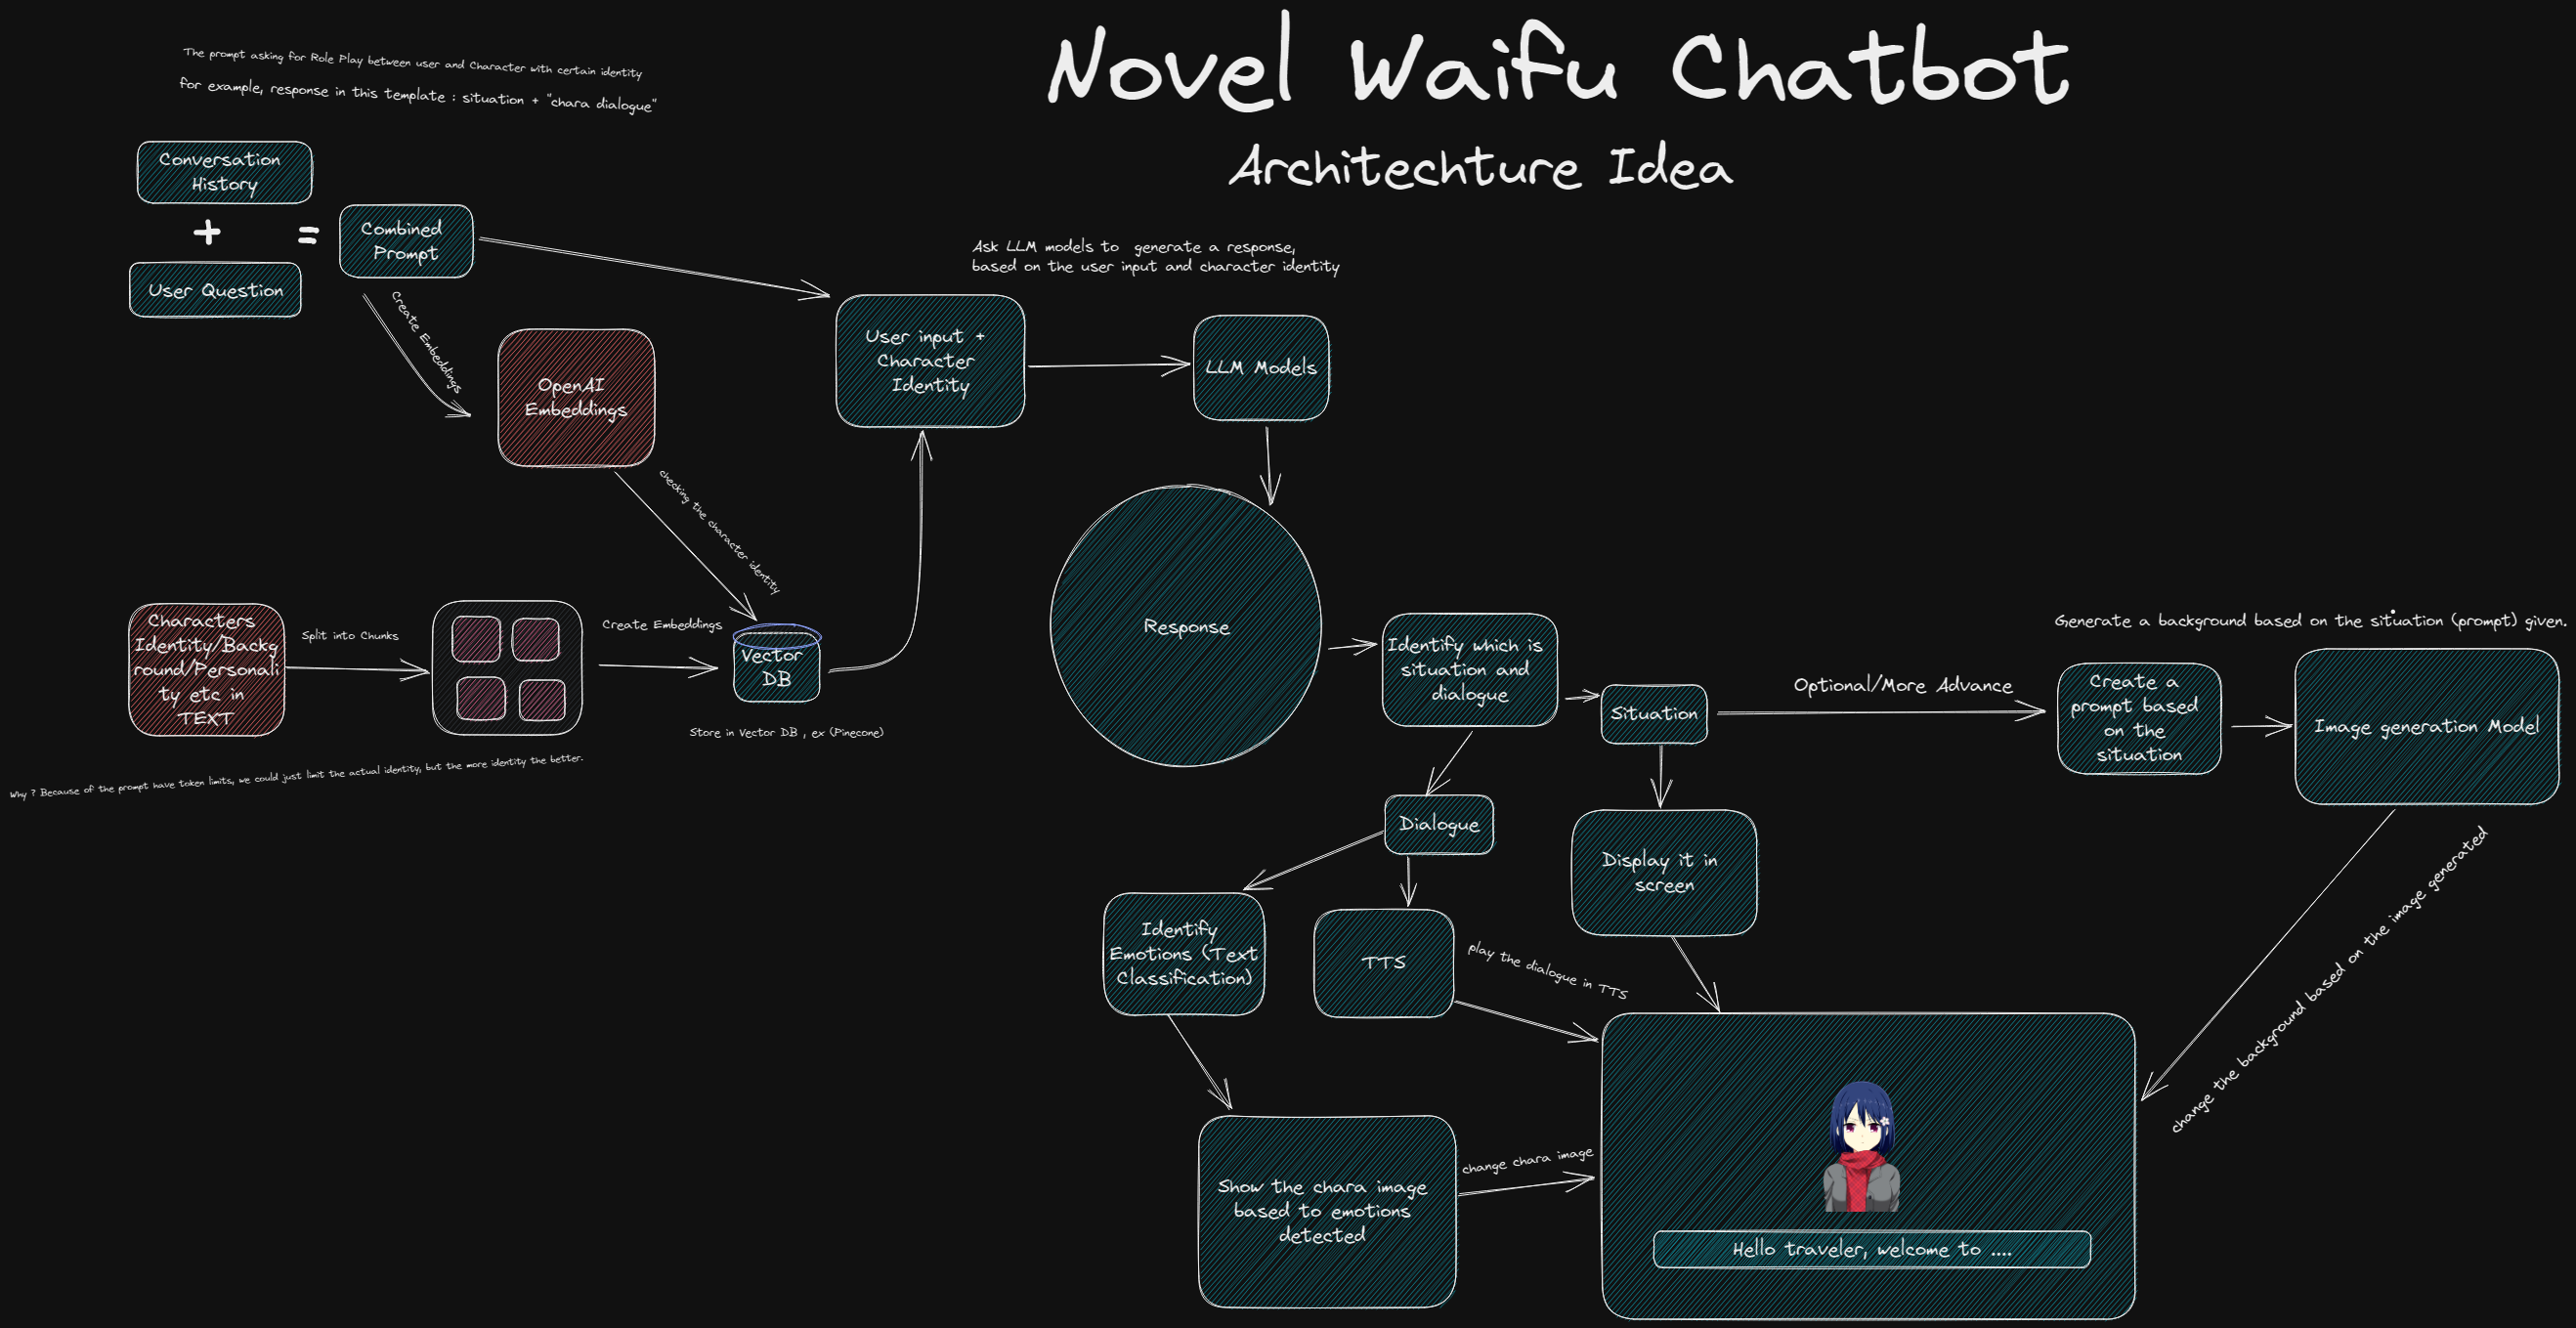 Novel Waifu Chatbot
Architechture Idea
The prompt asking for Role Play between user and Character with certain identity
for example, response in this template : situation + "chara dialogue"
Conversation
History
+
=
User Question
Combined
Prompt
Create Embeddings
OpenAI
Embeddings
checking the character identity
Characters
Identity/Backg
round/Personali
ty etc in
TEXT
Split into Chunks
Create Embeddings
Vector
DB
Store in Vector DB , ex (Pinecone)
Why ? Because of the prompt have token limits, we could just limit the actual identity, but the more identity the better.
Ask LLM models to generate a response,
based on the user input and character identity
User input +
Character
Identity
LLM Models
Response
Identify which is
situation and
dialogue
Situation
Optional/More Advance
Generate a background based on the situation (prompt) given.
Create a
prompt based
on the
situation
Image generation Model
change the background based on the image generated
Dialogue
Display it in
screen
Identify
Emotions (Text
Classification)
TTS
play the dialogue in TTS
Show the chara image
based to emotions
detected
change chara image
Hello traveler, welcome to ....